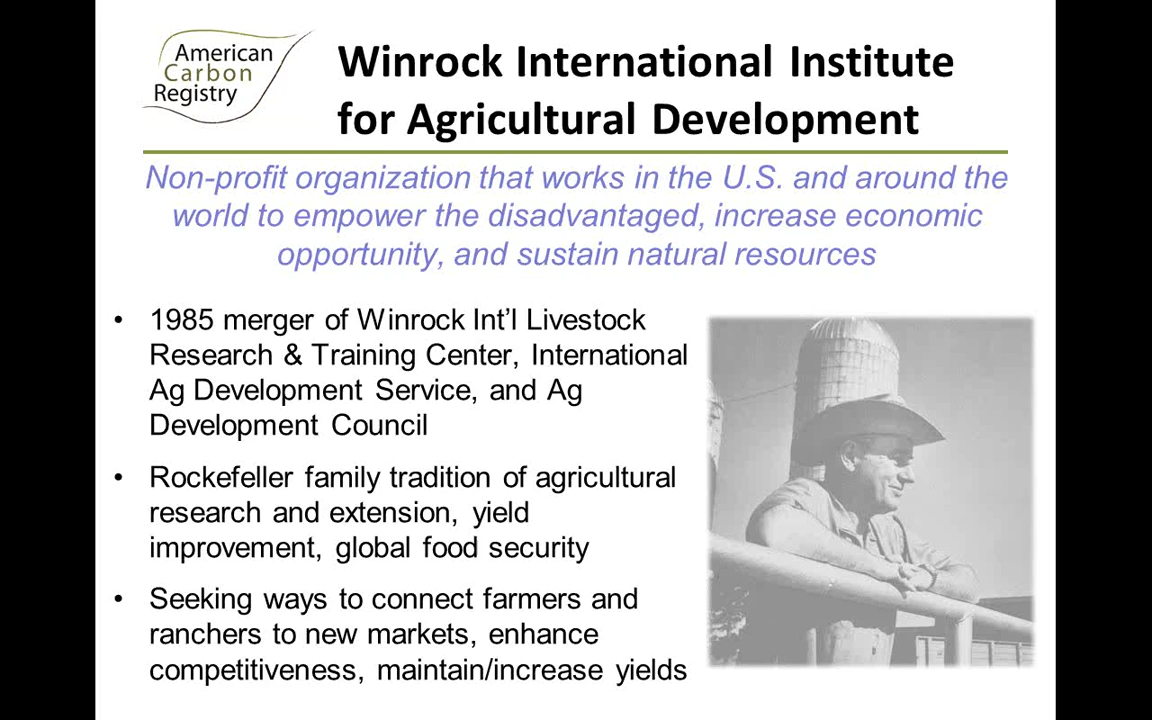 American
Carbon
Registry
Winrock International Institute
for Agricultural Development
Non-profit organization that works in the U.S. and around the
world to empower the disadvantaged, increase economic
opportunity, and sustain natural resources
• 1985 merger of Winrock Int’l Livestock
Research & Training Center, International
Ag Development Service, and Ag
Development Council
• Rockefeller family tradition of agricultural
research and extension, yield
improvement, global food security
• Seeking ways to connect farmers and
ranchers to new markets, enhance
competitiveness, maintain/increase yields